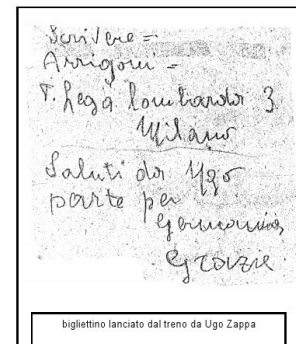 Scrivere =
Arrigoni =
P. Lega lombarda 3
Milano
Saluti da Ugo
parte per
Germania
Grazie
bigliettino lanciato dal treno da Ugo Zappa